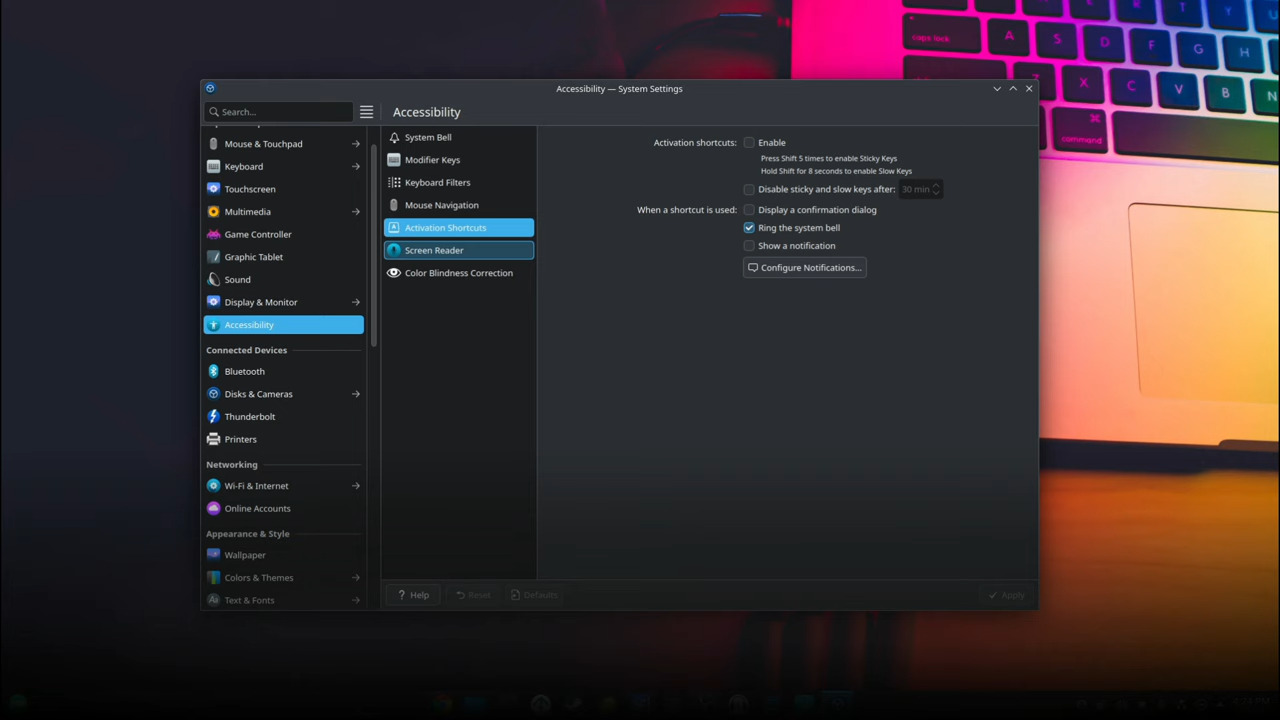 Accessibility — System Settings
Search...
Accessibility
Mouse & Touchpad
Keyboard
Touchscreen
Multimedia
Game Controller
Graphic Tablet
Sound
Display & Monitor
Accessibility
Connected Devices
Bluetooth
Disks & Cameras
Thunderbolt
Printers
Networking
Wi-Fi & Internet
Online Accounts
Appearance & Style
Wallpaper
Colors & Themes
Text & Fonts
System Bell
Modifier Keys
Keyboard Filters
Mouse Navigation
Activation Shortcuts
Screen Reader
Color Blindness Correction
Activation shortcuts: Enable
Press Shift 5 times to enable Sticky Keys
Hold Shift for 8 seconds to enable Slow Keys
Disable sticky and slow keys after: 30 min
When a shortcut is used: Display a confirmation dialog
Ring the system bell
Show a notification
Configure Notifications...
Help
Reset
Defaults
Apply
caps lock A S D F G H
Z X C V B N
command